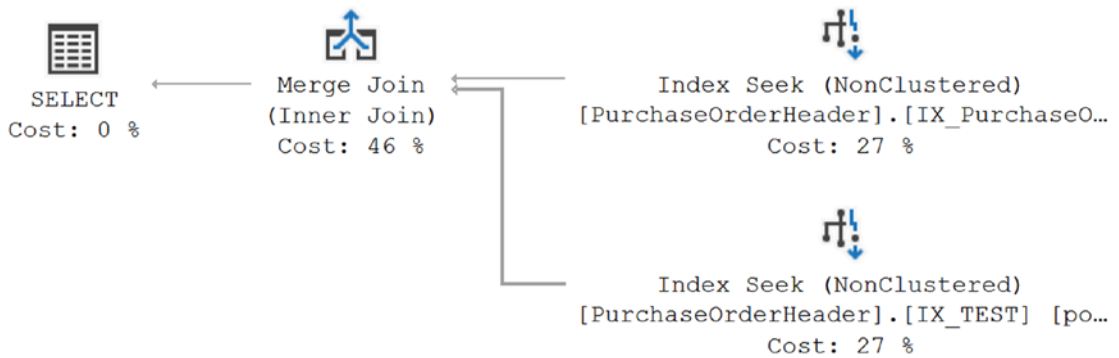 SELECT
Cost: 0 %
Merge Join
(Inner Join)
Cost: 46 %
Index Seek (NonClustered)
[PurchaseOrderHeader].[IX_PurchaseO…
Cost: 27 %
Index Seek (NonClustered)
[PurchaseOrderHeader].[IX_TEST] [po…
Cost: 27 %